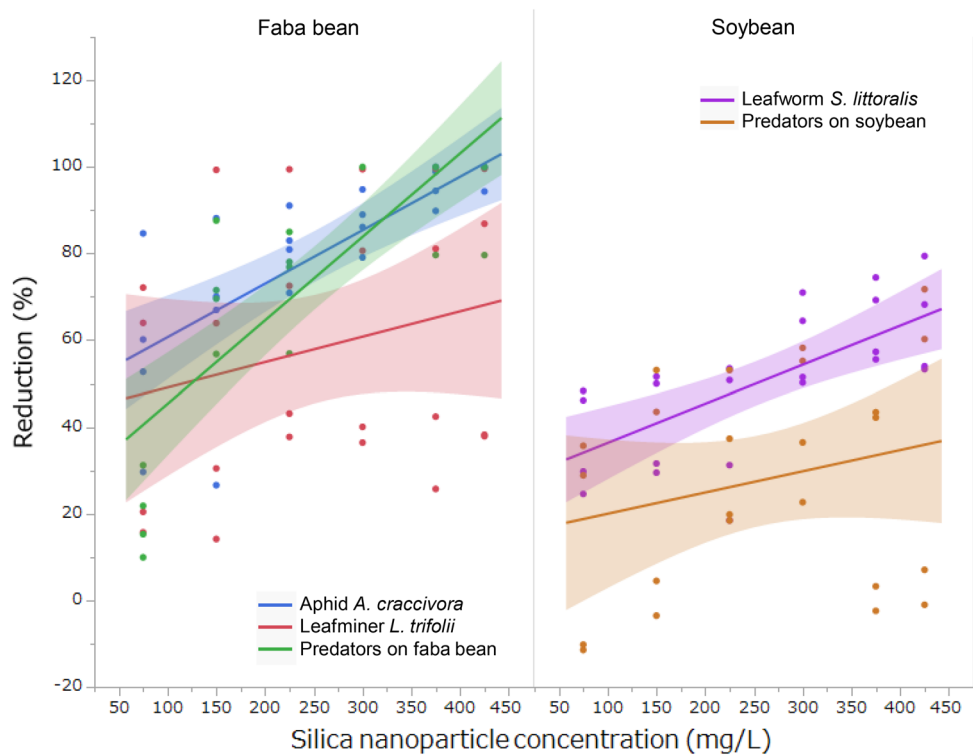 Faba bean
Soybean
120
100
80
60
40
20
0
-20
Reduction (%)
Leafworm S. littoralis
Predators on soybean
Aphid A. craccivora
Leafminer L. trifolii
Predators on faba bean
50 100 150 200 250 300 350 400 450
50 100 150 200 250 300 350 400 450
Silica nanoparticle concentration (mg/L)